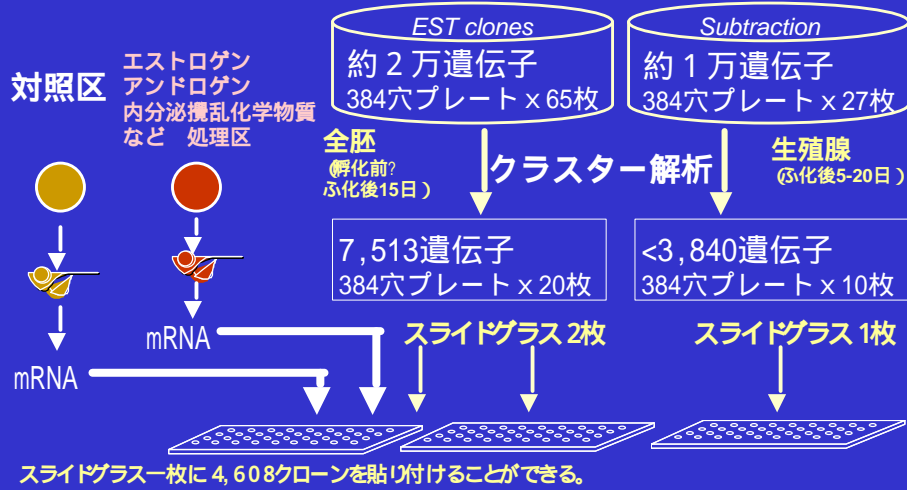 対照区
エストロゲン
アンドロゲン
内分泌攪乱化学物質
など 処理区
EST clones
約2万遺伝子
384穴プレート×65枚
Subtraction
約1万遺伝子
384穴プレート×27枚
全胚
(孵化前?
ふ化後15日)
クラスター解析
生殖腺
(ふ化後5-20日)
7,513遺伝子
384穴プレート×20枚
<3,840遺伝子
384穴プレート×10枚
mRNA
mRNA
スライドグラス2枚
スライドグラス1枚
スライドグラス一枚に4,608クローンを貼り付けることができる。